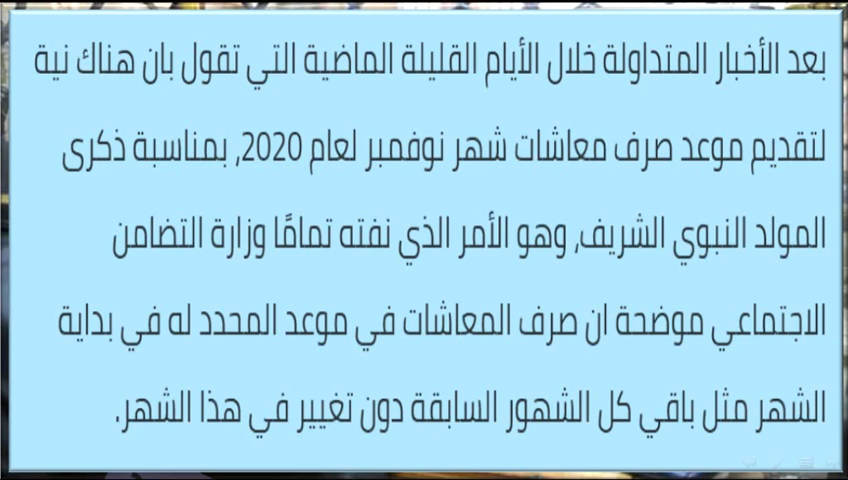 بعد الأخبار المتداولة خلال الأيام القليلة الماضية التي تقول بان هناك نية
لتقديم موعد صرف معاشات شهر نوفمبر لعام 2020, بمناسبة ذكرى
المولد النبوي الشريف, وهو الأمر الذي نفته تمامًا وزارة التضامن
الاجتماعي موضحة ان صرف المعاشات في موعد المحدد له في بداية
الشهر مثل باقي كل الشهور السابقة دون تغيير في هذا الشهر.